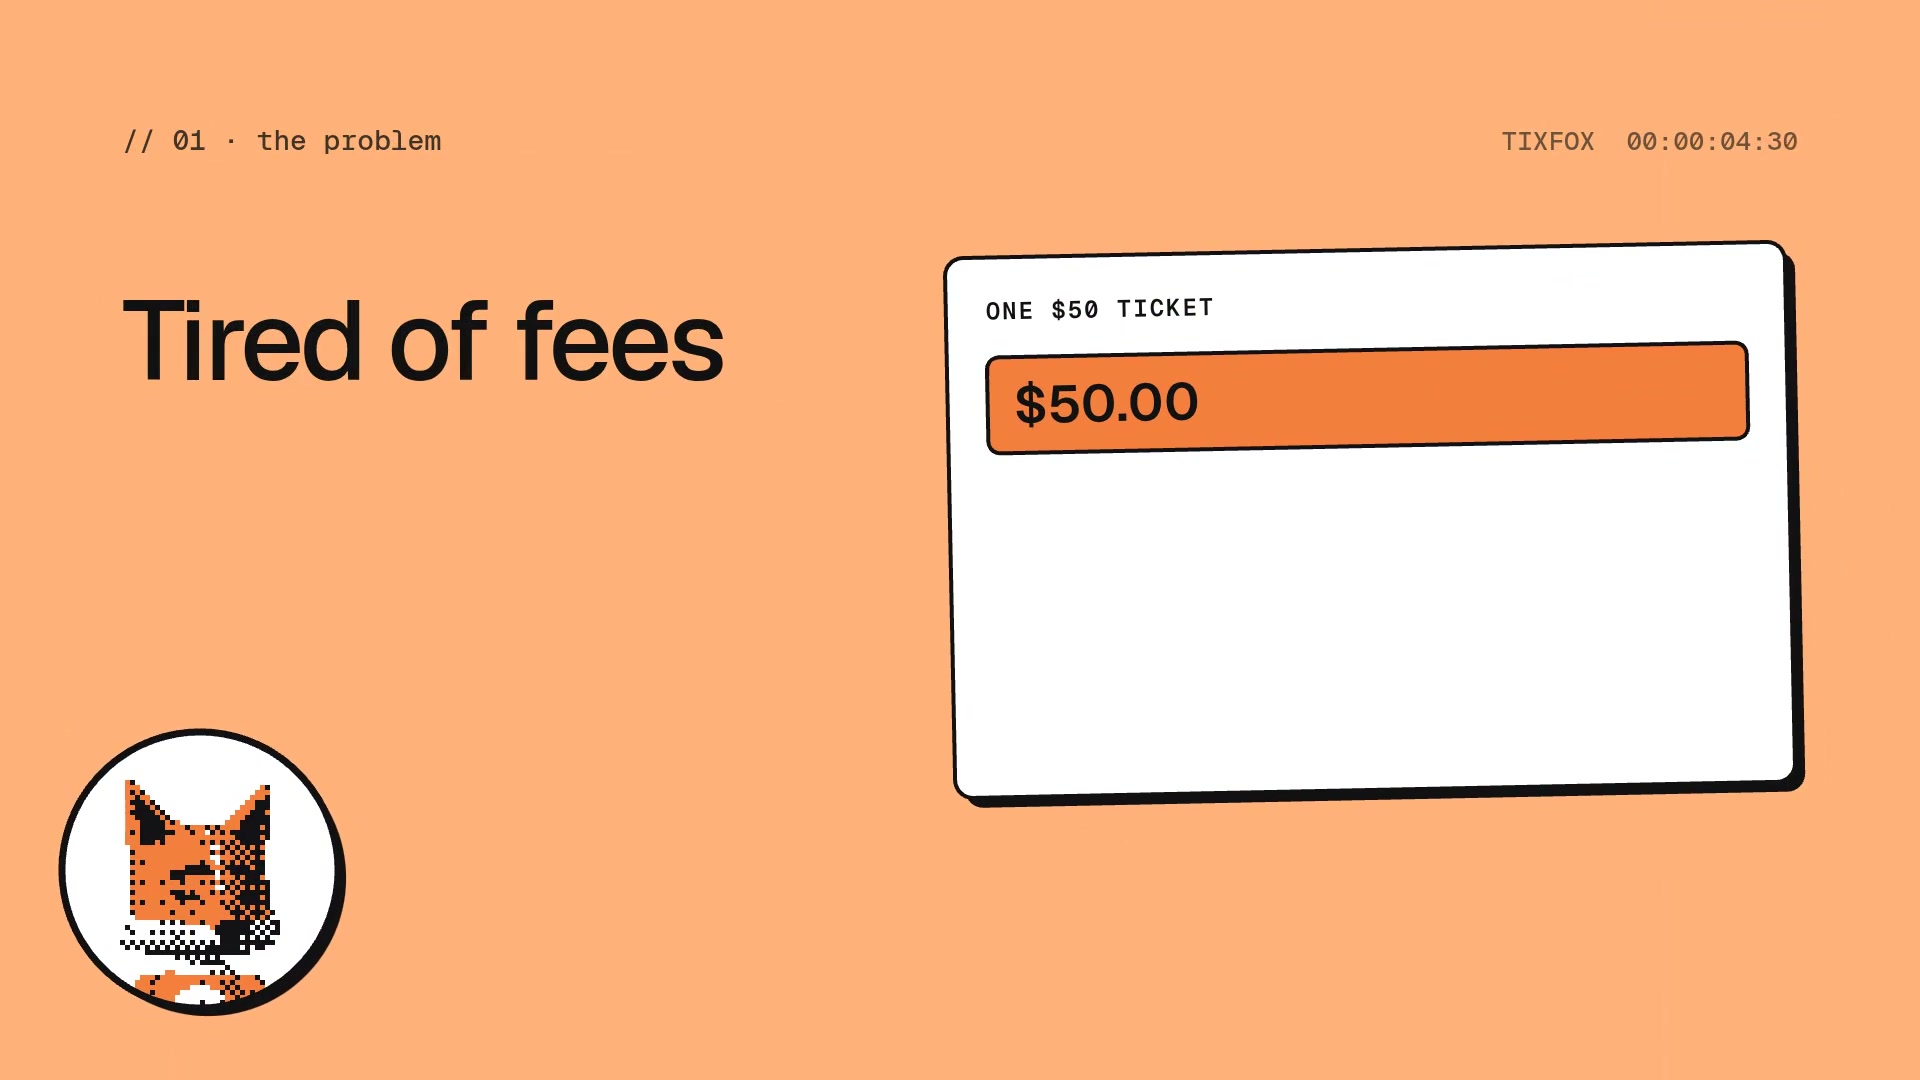 // 01 · the problem
TIXFOX 00:00:04:30
Tired of fees
ONE $50 TICKET
$50.00